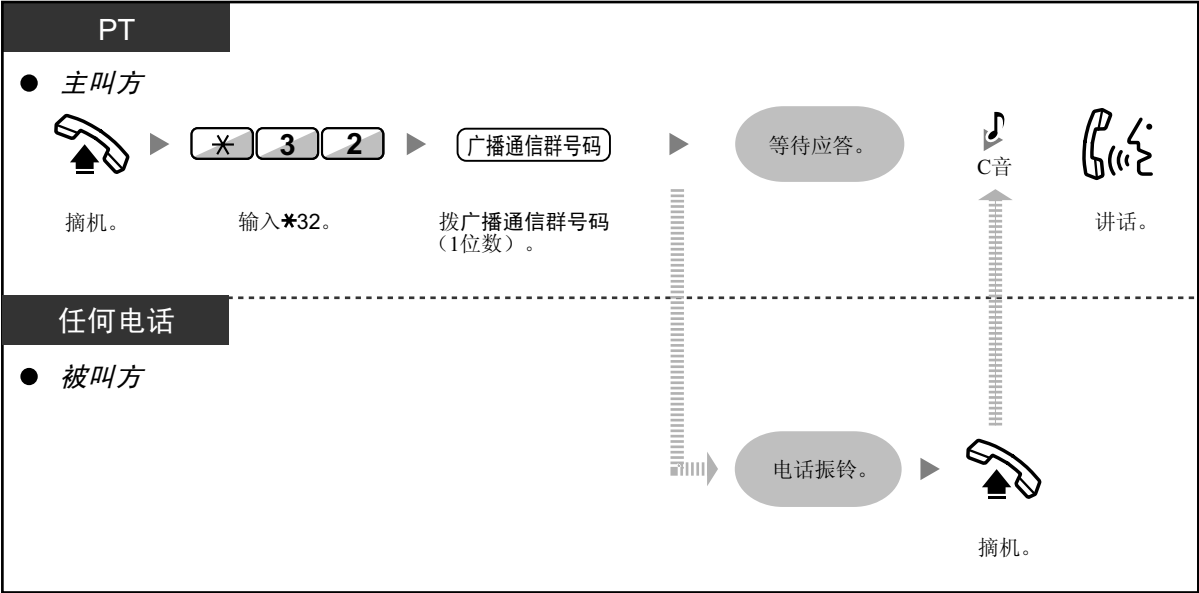 PT
● 主叫方
✳ 3 2
广播通信群号码
等待应答。
C音
摘机。
输入✳32。
拨广播通信群号码
（1位数）。
讲话。
任何电话
● 被叫方
电话振铃。
摘机。